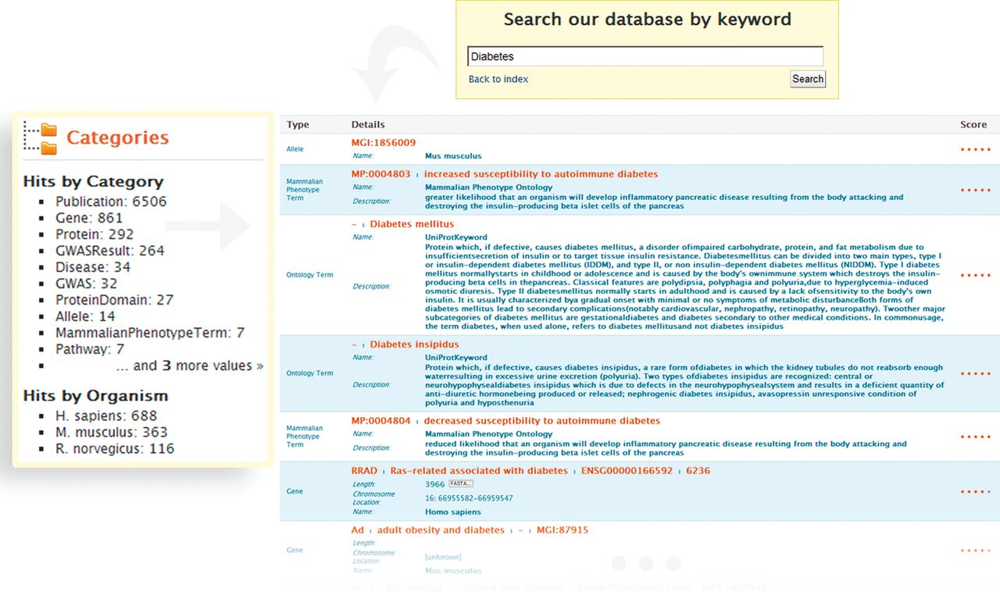 Search our database by keyword
Diabetes
Back to index
Search
Categories
Hits by Category
Publication: 6506
Gene: 861
Protein: 292
GWASResult: 264
Disease: 34
GWAS: 32
ProteinDomain: 27
Allele: 14
MammalianPhenotypeTerm: 7
Pathway: 7
... and 3 more values »
Hits by Organism
H. sapiens: 688
M. musculus: 363
R. norvegicus: 116
Type Details Score
Allele
MGI:1856009
Name: Mus musculus
Mammalian
Phenotype
Term
MP:0004803 increased susceptibility to autoimmune diabetes
Name: Mammalian Phenotype Ontology
Description: greater likelihood that an organism will develop inflammatory pancreatic disease resulting from the body attacking and
destroying the insulin-producing beta islet cells of the pancreas
Ontology Term
- Diabetes mellitus
Name: UniProtKeyword
Description: Protein which, if defective, causes diabetes mellitus, a disorder ofimpaired carbohydrate, protein, and fat metabolism due to
insufficientsecretion of insulin or to target tissue insulin resistance. Diabetesmellitus can be divided into two main types, type I
or insulin-dependent diabetes mellitus (IDDM), and type II, or non insulin-dependent diabetes mellitus (NIDDM). Type I diabetes
mellitus normallystarts in childhood or adolescence and is caused by the body's ownimmune system which destroys the insulin-
producing beta cells in thepancreas. Classical features are polydipsia, polyphagia and polyuria,due to hyperglycemia-induced
osmotic diuresis. Type II diabetesmellitus normally starts in adulthood and is caused by a lack ofsensitivity to the body's own
insulin. It is usually characterized bya gradual onset with minimal or no symptoms of metabolic disturbanceBoth forms of
diabetes mellitus lead to secondary complications(notably cardiovascular, nephropathy, retinopathy, neuropathy). Twoother major
subcategories of diabetes mellitus are gestationaldiabetes and diabetes secondary to other medical conditions. In commonusage,
the term diabetes, when used alone, refers to diabetes mellitusand not diabetes insipidus
Ontology Term
- Diabetes insipidus
Name: UniProtKeyword
Description: Protein which, if defective, causes diabetes insipidus, a rare form ofdiabetes in which the kidney tubules do not reabsorb enough
waterresulting in excessive urine excretion (polyuria). Two types ofdiabetes insipidus are recognized: central or
neurohypophysealdiabetes insipidus which is due to defects in the neurohypophysealsystem and results in a deficient quantity of
anti-diuretic hormonebeing produced or released; nephrogenic diabetes insipidus, avasopressin unresponsive condition of
polyuria and hyposthenuria
Mammalian
Phenotype
Term
MP:0004804 decreased susceptibility to autoimmune diabetes
Name: Mammalian Phenotype Ontology
Description: reduced likelihood that an organism will develop inflammatory pancreatic disease resulting from the body attacking and
destroying the insulin-producing beta islet cells of the pancreas
Gene
RRAD Ras-related associated with diabetes ENSG00000166592 6236
Length: 3966 FASTA...
Chromosome
Location: 16: 66955582-66959547
Name: Homo sapiens
Gene
Ad adult obesity and diabetes - MGI:87915
Length:
Chromosome
Location: [unknown]
Name: Mus musculus
Rrad Ras-related associated with diabetes